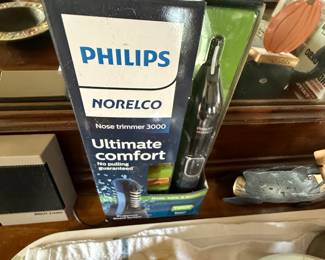 PHILIPS
NORELCO
Nose trimmer 3000
Ultimate
comfort
No pulling
guaranteed